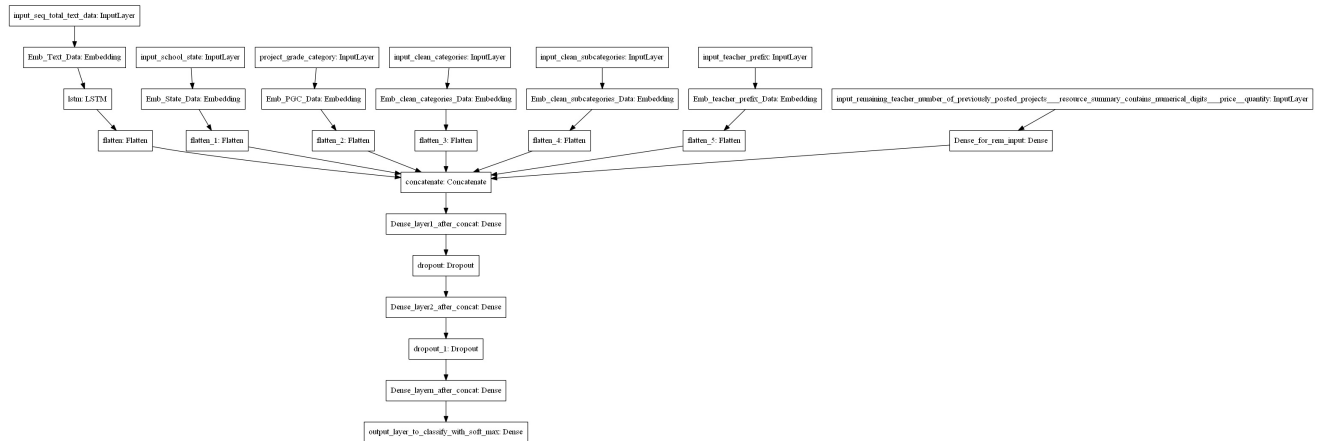 input_seq_total_text_data: InputLayer
Emb_Text_Data: Embedding
input_school_state: InputLayer
project_grade_category: InputLayer
input_clean_categories: InputLayer
input_clean_subcategories: InputLayer
input_teacher_prefix: InputLayer
lstm: LSTM
Emb_State_Data: Embedding
Emb_PGC_Data: Embedding
Emb_clean_categories_Data: Embedding
Emb_clean_subcategories_Data: Embedding
Emb_teacher_prefix_Data: Embedding
input_remaining_teacher_number_of_previously_posted_projects___resource_summary_contains_numerical_digits___price__quantity: InputLayer
flatten: Flatten
flatten_1: Flatten
flatten_2: Flatten
flatten_3: Flatten
flatten_4: Flatten
flatten_5: Flatten
Dense_for_rem_input: Dense
concatenate: Concatenate
Dense_layer1_after_concat: Dense
dropout: Dropout
Dense_layer2_after_concat: Dense
dropout_1: Dropout
Dense_layern_after_concat: Dense
output_layer_to_classify_with_soft_max: Dense